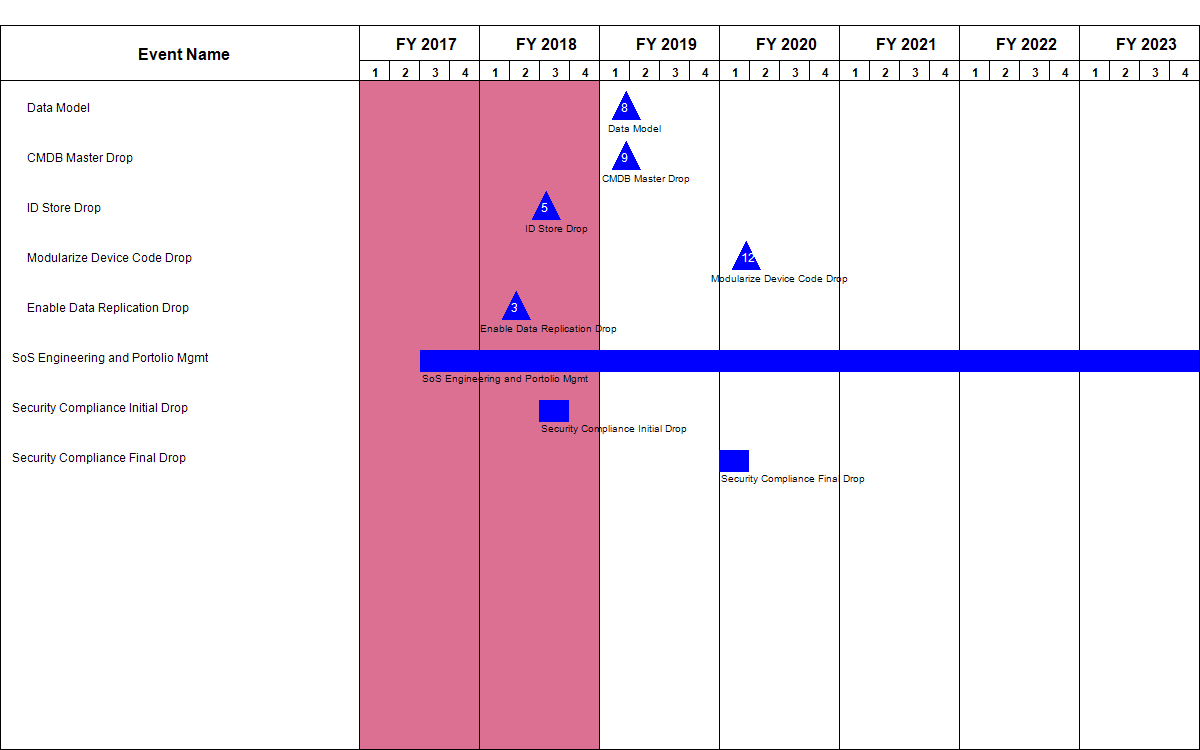 Event Name
FY 2017 FY 2018 FY 2019 FY 2020 FY 2021 FY 2022 FY 2023
1 2 3 4 1 2 3 4 1 2 3 4 1 2 3 4 1 2 3 4 1 2 3 4 1 2 3 4
Data Model 8
Data Model
CMDB Master Drop 9
CMDB Master Drop
ID Store Drop 5
ID Store Drop
Modularize Device Code Drop 12
Modularize Device Code Drop
Enable Data Replication Drop 3
Enable Data Replication Drop
SoS Engineering and Portolio Mgmt
SoS Engineering and Portolio Mgmt
Security Compliance Initial Drop
Security Compliance Initial Drop
Security Compliance Final Drop
Security Compliance Final Drop